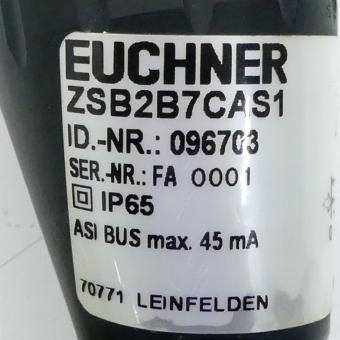 EUCHNER
ZSB2B7CAS1
ID.-NR.: 096703
SER.-NR.: FA 0001
IP65
ASI BUS max. 45 mA
70771 LEINFELDEN